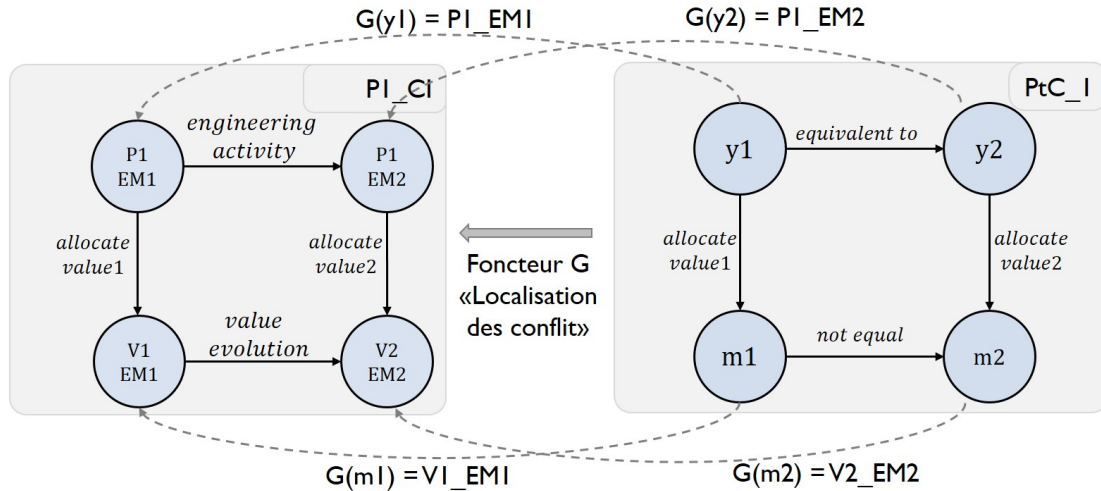 G(y1) = P1_EM1
G(y2) = P1_EM2
P1_C1
PtC_1
engineering
activity
P1
EM1
P1
EM2
allocate
value1
allocate
value2
value
evolution
V1
EM1
V2
EM2
Foncteur G
«Localisation
des conflit»
y1
equivalent to
y2
allocate
value1
allocate
value2
m1
not equal
m2
G(m1) = V1_EM1
G(m2) = V2_EM2